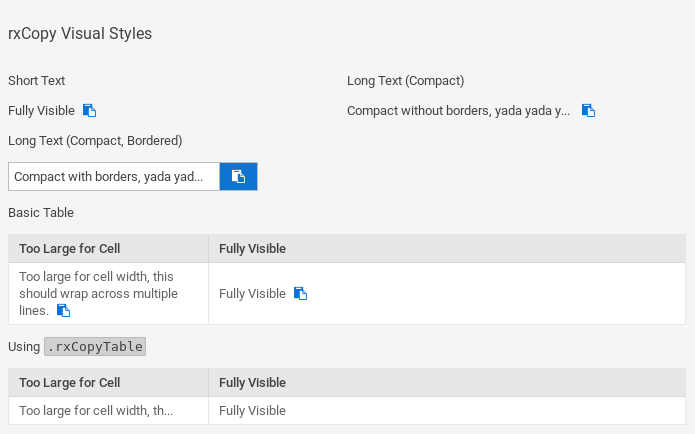 rxCopy Visual Styles
Short Text
Long Text (Compact)
Fully Visible
Compact without borders, yada yada y...
Long Text (Compact, Bordered)
Compact with borders, yada yad...
Basic Table
Too Large for Cell
Fully Visible
Too large for cell width, this
should wrap across multiple
lines.
Fully Visible
Using .rxCopyTable
Too Large for Cell
Fully Visible
Too large for cell width, th...
Fully Visible